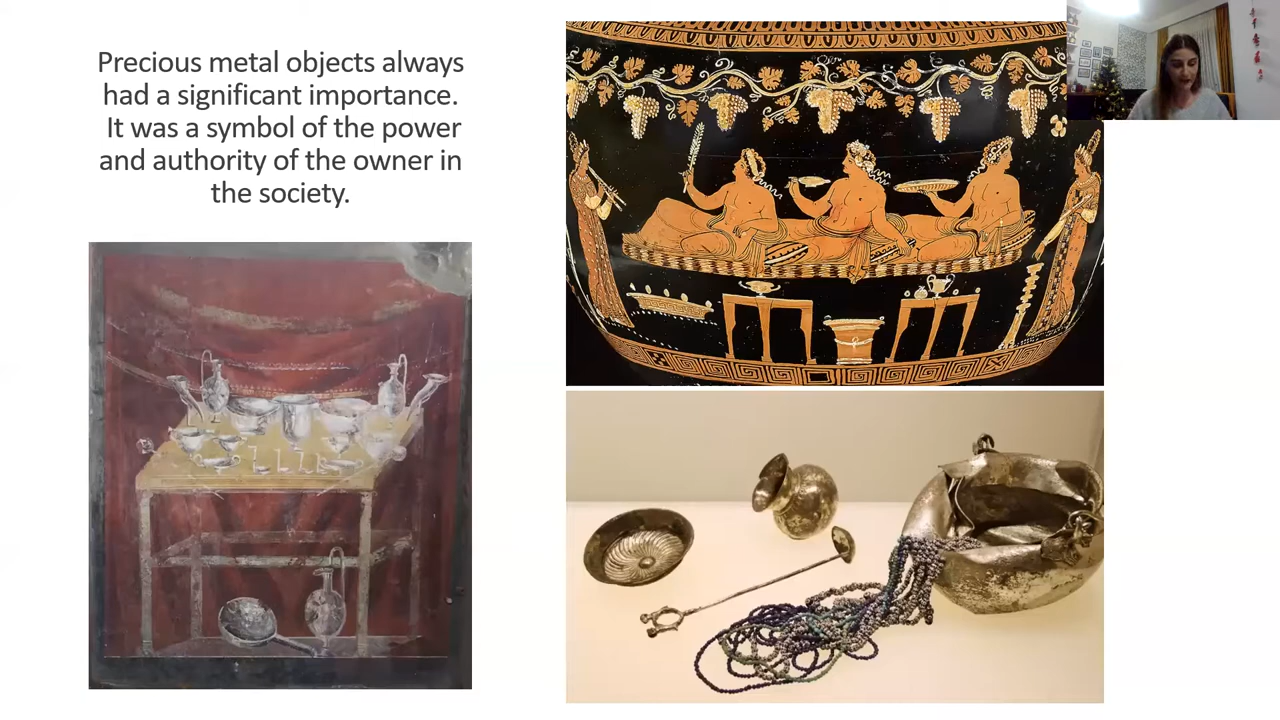 Precious metal objects always
had a significant importance.
It was a symbol of the power
and authority of the owner in
the society.